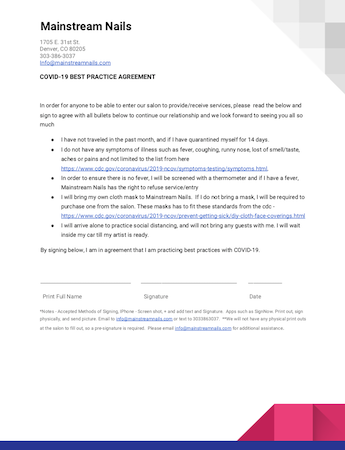 Mainstream Nails
1705 E. 31st St.
Denver, CO 80205
303-386-3037
Info@mainstreamnails.com
COVID-19 BEST PRACTICE AGREEMENT
In order for anyone to be able to enter our salon to provide/receive services, please read the below and
sign to agree with all bullets below to continue our relationship and we look forward to seeing you all so
much
● I have not traveled in the past month, and if I have quarantined myself for 14 days.
● I do not have any symptoms of illness such as fever, coughing, runny nose, lost of smell/taste,
aches or pains and not limited to the list from here
https://www.cdc.gov/coronavirus/2019-ncov/symptoms-testing/symptoms.html.
● In order to ensure there is no fever, I will be screened with a thermometer and if I have a fever,
Mainstream Nails has the right to refuse service/entry
● I will bring my own cloth mask to Mainstream Nails. If I do not bring a mask, I will be required to
purchase one from the salon. These masks has to fit these standards from the cdc -
https://www.cdc.gov/coronavirus/2019-ncov/prevent-getting-sick/diy-cloth-face-coverings.html
● I will arrive alone to practice social distancing, and will not bring any guests with me. I will wait
inside my car till my artist is ready.
By signing below, I am in agreement that I am practicing best practices with COVID-19.
Print Full Name Signature Date
*Notes - Accepted Methods of Signing, iPhone - Screen shot, + and add text and Signature. Apps such as SignNow. Print out sign
physically, and send picture. Email to info@mainstreamnails.com or text to 3033863037. **We will not have any physical print outs
at the salon to fill out, so a pre-signature is required. Please email info@mainstreamnails.com for additional assistance.